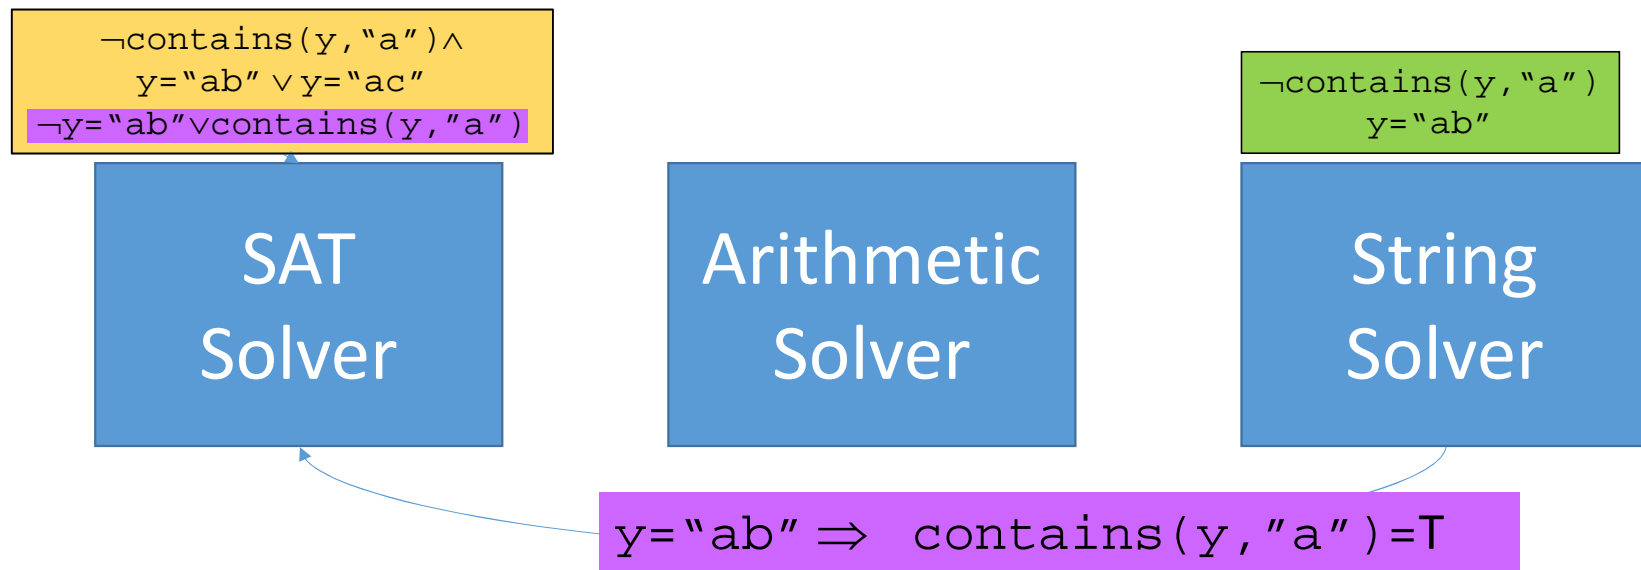 ¬contains(y,“a”)∧
y=“ab”∨y=“ac”
¬y=“ab”∨contains(y,”a”)
¬contains(y,“a”)
y=“ab”
SAT
Solver
Arithmetic
Solver
String
Solver
y=“ab”⇒ contains(y,”a”)=T